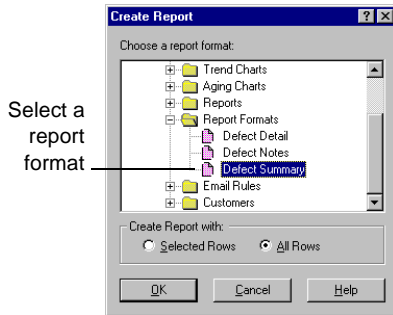 Create Report
Choose a report format:
Trend Charts
Aging Charts
Reports
Report Formats
Defect Detail
Defect Notes
Defect Summary
Email Rules
Customers
Select a
report
format
Create Report with:
Selected Rows
All Rows
OK
Cancel
Help